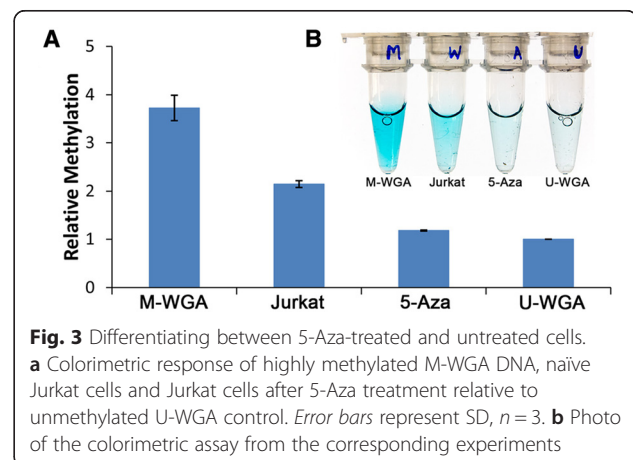 A
B
5
4
3
2
1
0
Relative Methylation
M-WGA
Jurkat
5-Aza
U-WGA
M W A U
M-WGA Jurkat 5-Aza U-WGA
Fig. 3 Differentiating between 5-Aza-treated and untreated cells.
a Colorimetric response of highly methylated M-WGA DNA, naïve
Jurkat cells and Jurkat cells after 5-Aza treatment relative to
unmethylated U-WGA control. Error bars represent SD, n = 3. b Photo
of the colorimetric assay from the corresponding experiments